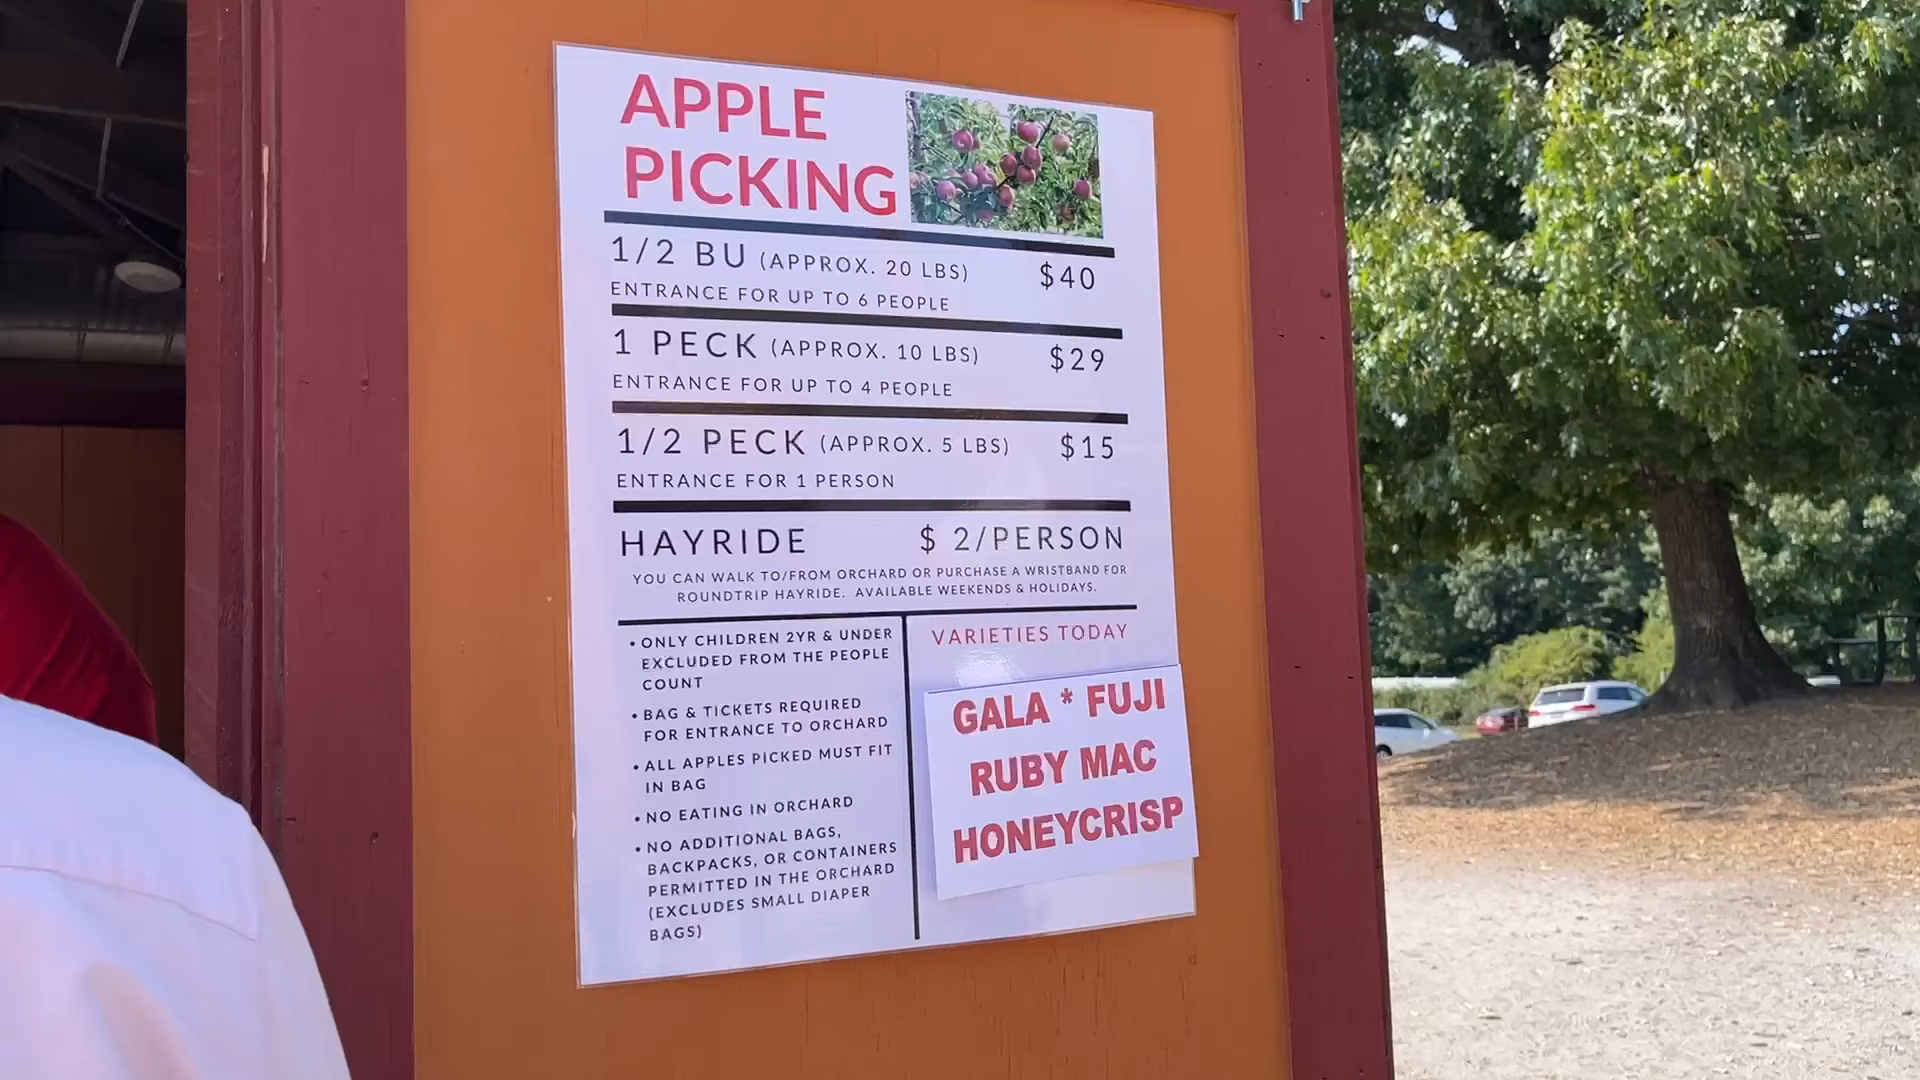 APPLE
PICKING
1/2 BU (APPROX. 20 LBS) $40
ENTRANCE FOR UP TO 6 PEOPLE
1 PECK (APPROX. 10 LBS) $29
ENTRANCE FOR UP TO 4 PEOPLE
1/2 PECK (APPROX. 5 LBS) $15
ENTRANCE FOR 1 PERSON
HAYRIDE $ 2/PERSON
YOU CAN WALK TO/FROM ORCHARD OR PURCHASE A WRISTBAND FOR
ROUNDTRIP HAYRIDE. AVAILABLE WEEKENDS & HOLIDAYS.
• ONLY CHILDREN 2YR & UNDER
EXCLUDED FROM THE PEOPLE
COUNT
• BAG & TICKETS REQUIRED
FOR ENTRANCE TO ORCHARD
• ALL APPLES PICKED MUST FIT
IN BAG
• NO EATING IN ORCHARD
• NO ADDITIONAL BAGS,
BACKPACKS, OR CONTAINERS
PERMITTED IN THE ORCHARD
(EXCLUDES SMALL DIAPER
BAGS)
VARIETIES TODAY
GALA * FUJI
RUBY MAC
HONEYCRISP